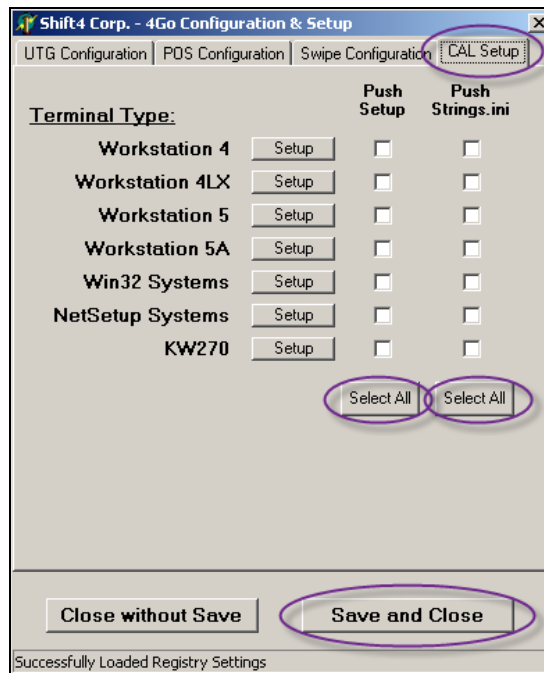 Shift4 Corp. - 4Go Configuration & Setup
UTG Configuration POS Configuration Swipe Configuration CAL Setup
Push Push
Terminal Type: Setup Strings.ini
Workstation 4 Setup
Workstation 4LX Setup
Workstation 5 Setup
Workstation 5A Setup
Win32 Systems Setup
NetSetup Systems Setup
KW270 Setup
Select All Select All
Close without Save Save and Close
Successfully Loaded Registry Settings